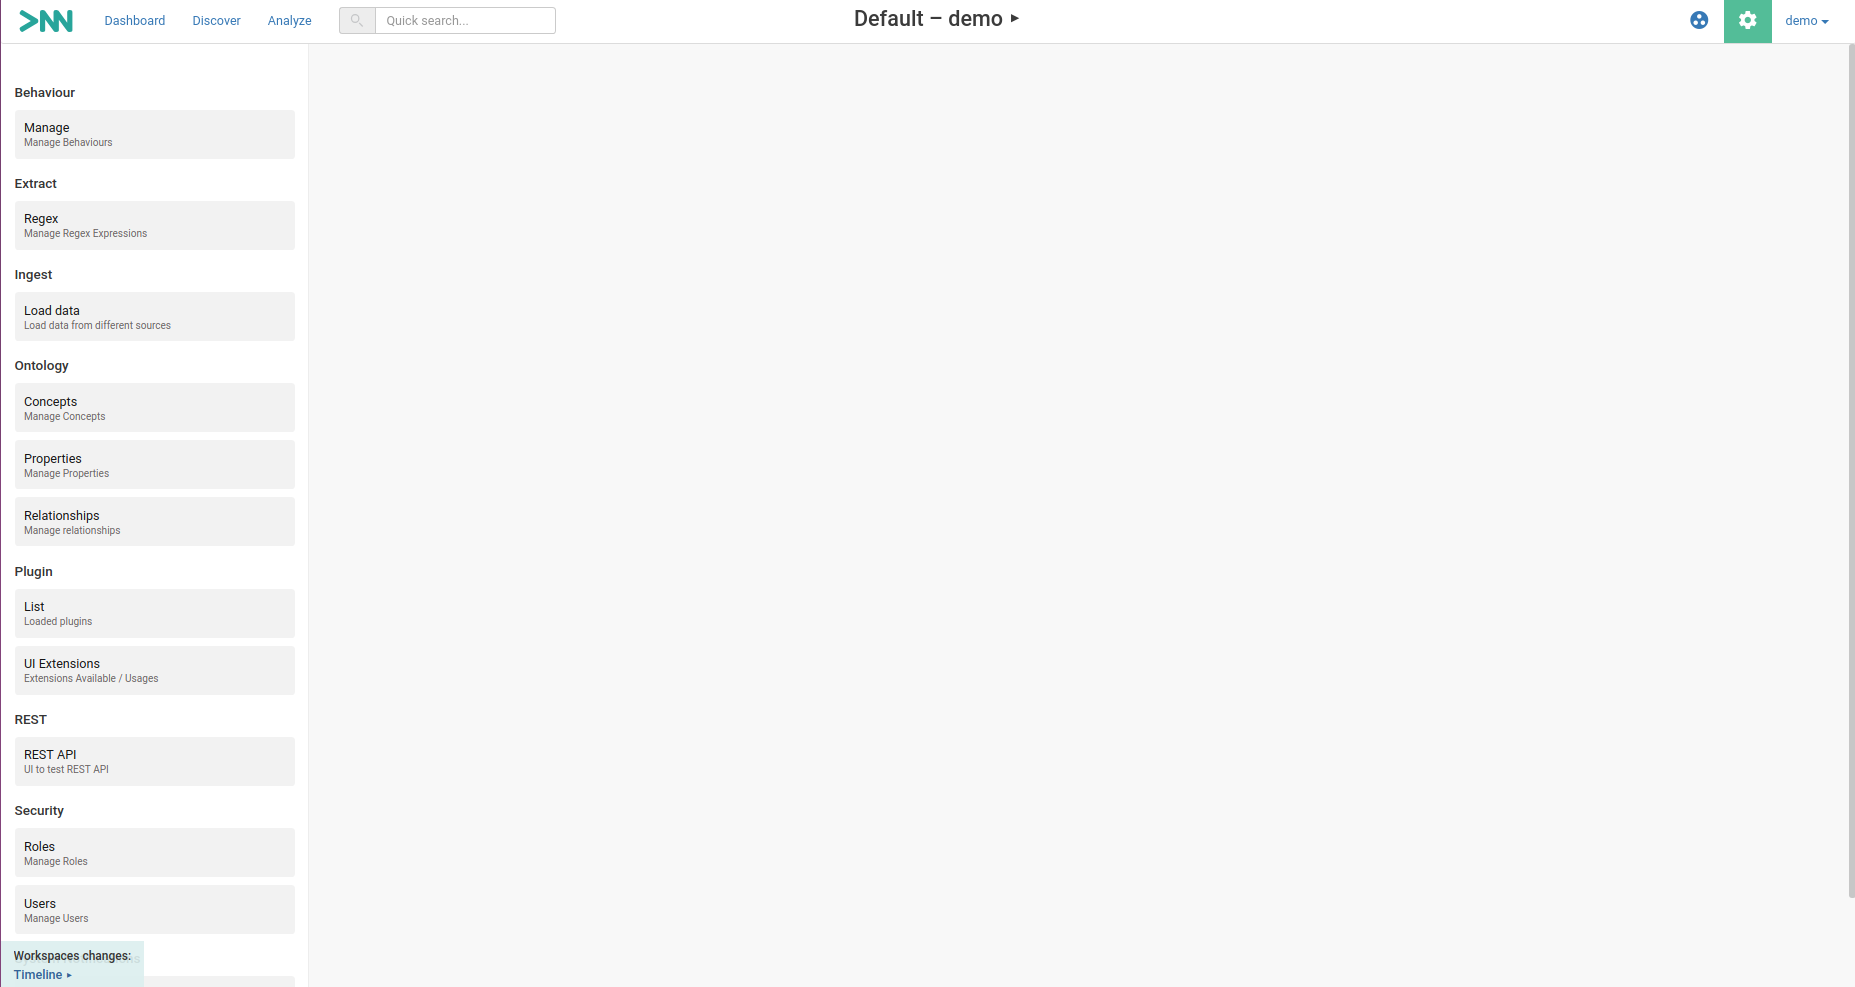 Dashboard
Discover
Analyze
Quick search...
Default – demo ▸
demo
Behaviour
Manage
Manage Behaviours
Extract
Regex
Manage Regex Expressions
Ingest
Load data
Load data from different sources
Ontology
Concepts
Manage Concepts
Properties
Manage Properties
Relationships
Manage relationships
Plugin
List
Loaded plugins
UI Extensions
Extensions Available / Usages
REST
REST API
UI to test REST API
Security
Roles
Manage Roles
Users
Manage Users
Workspaces changes:
Timeline ▸